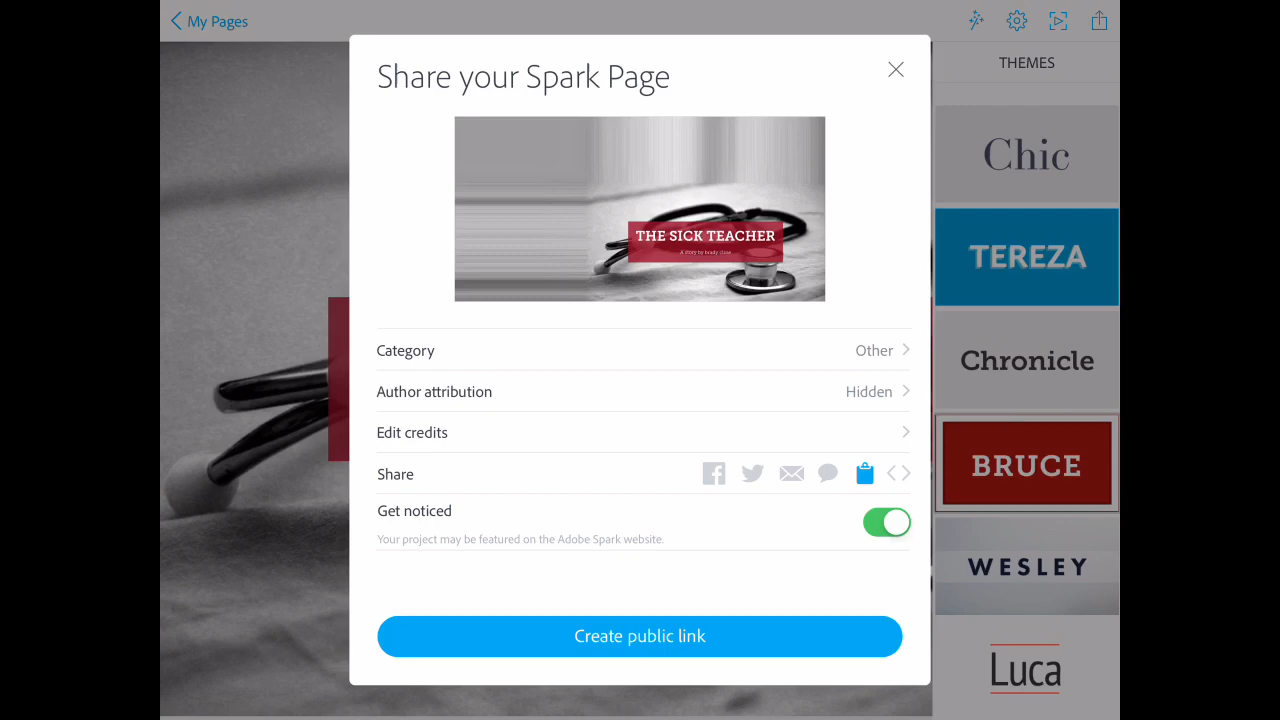 My Pages
Share your Spark Page
THEMES
Chic
THE SICK TEACHER
TEREZA
Category
Other
Chronicle
Author attribution
Hidden
Edit credits
BRUCE
Share
Get noticed
Your project may be featured on the Adobe Spark website.
WESLEY
Create public link
Luca